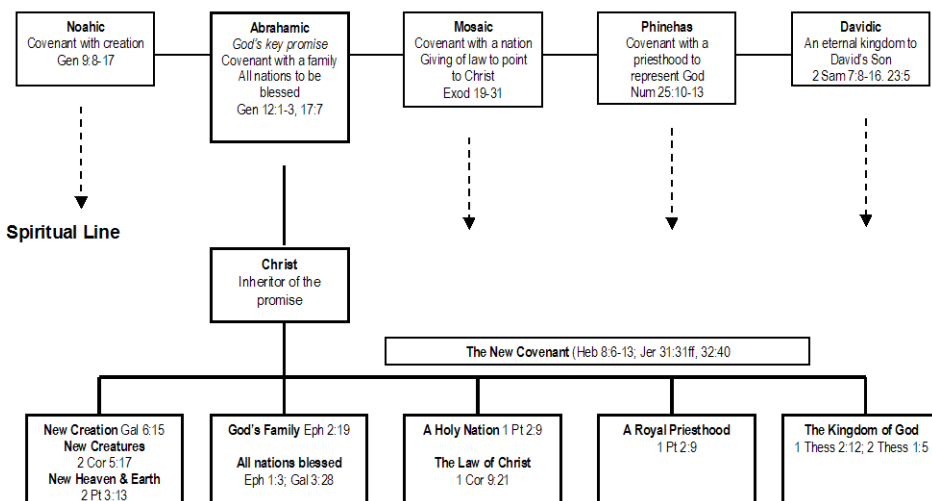 Noahic
Covenant with creation
Gen 9:8-17
Abrahamic
God's key promise
Covenant with a family
All nations to be
blessed
Gen 12:1-3, 17:7
Mosaic
Covenant with a nation
Giving of law to point
to Christ
Exod 19-31
Phinehas
Covenant with a
priesthood to
represent God
Num 25:10-13
Davidic
An eternal kingdom to
David's Son
2 Sam 7:8-16. 23:5
Spiritual Line
Christ
Inheritor of the
promise
The New Covenant (Heb 8:6-13; Jer 31:31ff, 32:40
New Creation Gal 6:15
New Creatures
2 Cor 5:17
New Heaven & Earth
2 Pt 3:13
God's Family Eph 2:19
All nations blessed
Eph 1:3; Gal 3:28
A Holy Nation 1 Pt 2:9
The Law of Christ
1 Cor 9:21
A Royal Priesthood
1 Pt 2:9
The Kingdom of God
1 Thess 2:12; 2 Thess 1:5